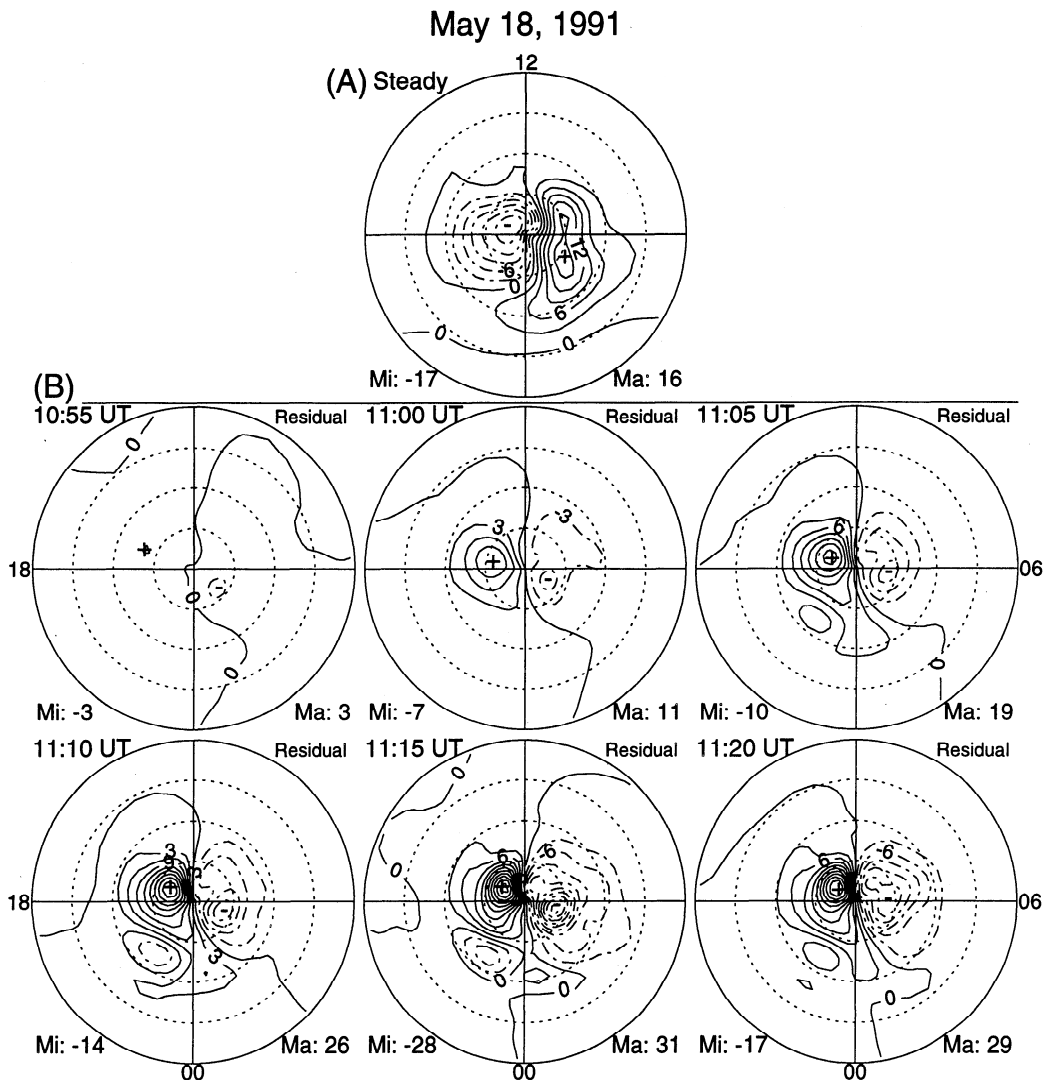 May 18, 1991
12
(A) Steady
- 12 +
-6
0
6
0 0
Mi: -17 Ma: 16
(B)
10:55 UT Residual 11:00 UT Residual 11:05 UT Residual
0
3 3 6
+ + +
18 06
- - -
0
0 0
Mi: -3 Ma: 3 Mi: -7 Ma: 11 Mi: -10 Ma: 19
11:10 UT Residual 11:15 UT Residual 11:20 UT Residual
0
3 6 -6 6 -6
0
+ + +
18 06
- - -
3 0 0 0
Mi: -14 Ma: 26 Mi: -28 Ma: 31 Mi: -17 Ma: 29
00 00 00